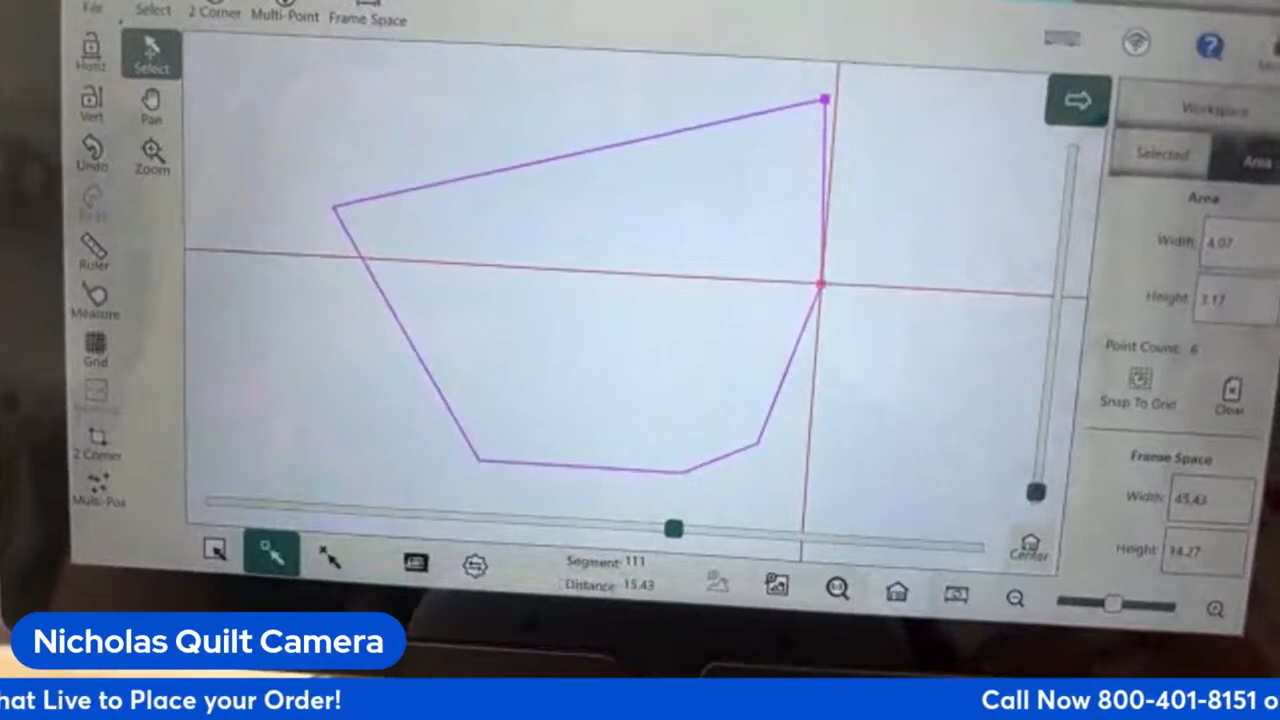 File
Select
2 Corner
Multi-Point
Frame Space
Horiz
Select
Vert
Pan
Undo
Zoom
Ruler
Measure
Grid
2 Corner
Multi-Poi
Workspace
Selected
Area
Area
Width: 4.07
Height: 3.17
Point Count: 6
Snap To Grid
Clear
Frame Space
Width: 45.43
Height: 14.27
Center
Segment: 111
Distance: 15.43
Nicholas Quilt Camera
hat Live to Place your Order!
Call Now 800-401-8151 o